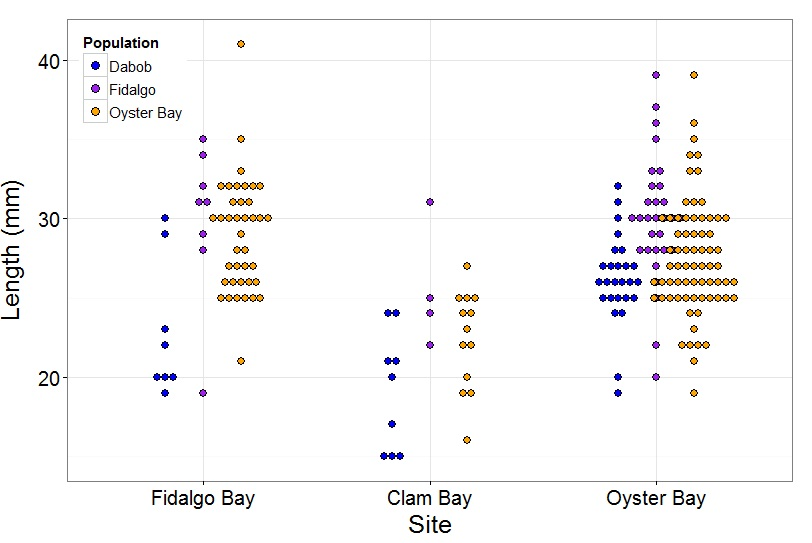 Population
Dabob
Fidalgo
Oyster Bay
40
30
20
Length (mm)
Fidalgo Bay Clam Bay Oyster Bay
Site